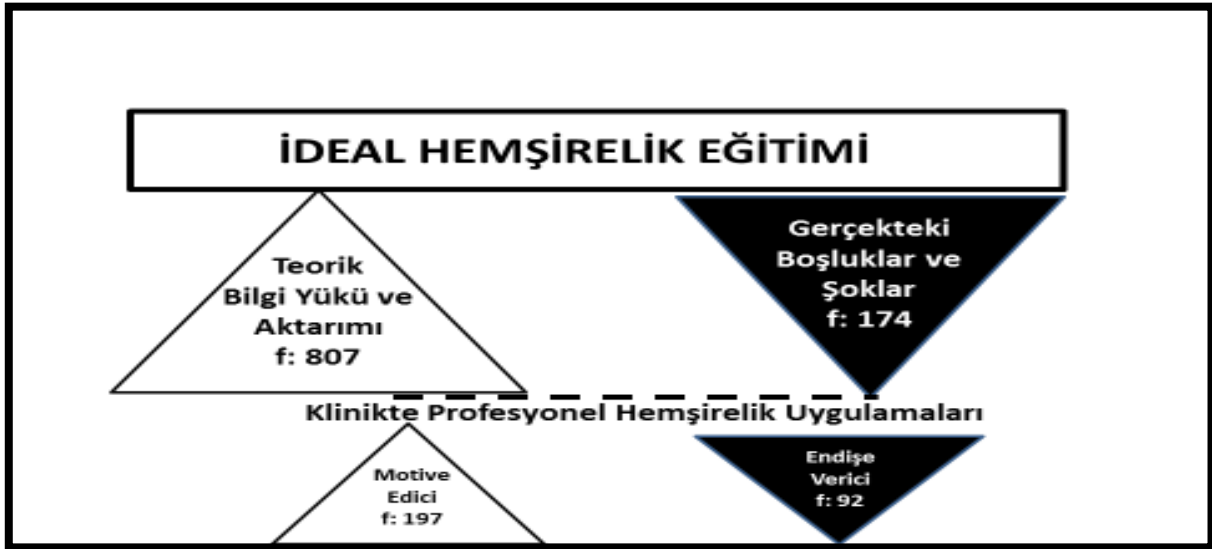 İDEAL HEMŞİRELİK EĞİTİMİ
Teorik
Bilgi Yükü ve
Aktarımı
f: 807
Gerçekteki
Boşluklar ve
Şoklar
f: 174
Klinikte Profesyonel Hemşirelik Uygulamaları
Motive
Edici
f: 197
Endişe
Verici
f: 92